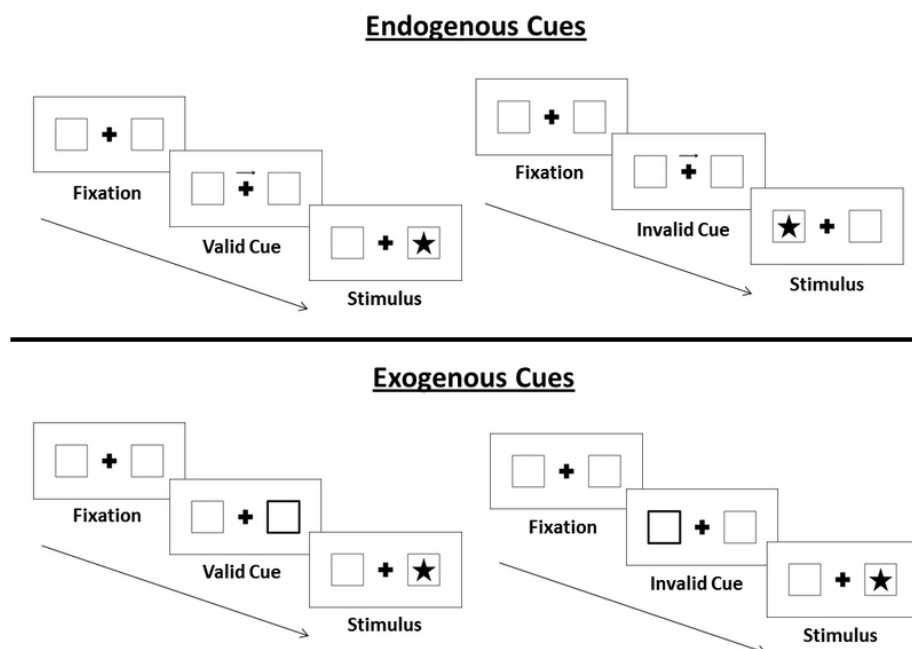 Endogenous Cues
Fixation
Valid Cue
Stimulus
Fixation
Invalid Cue
Stimulus
Exogenous Cues
Fixation
Valid Cue
Stimulus
Fixation
Invalid Cue
Stimulus